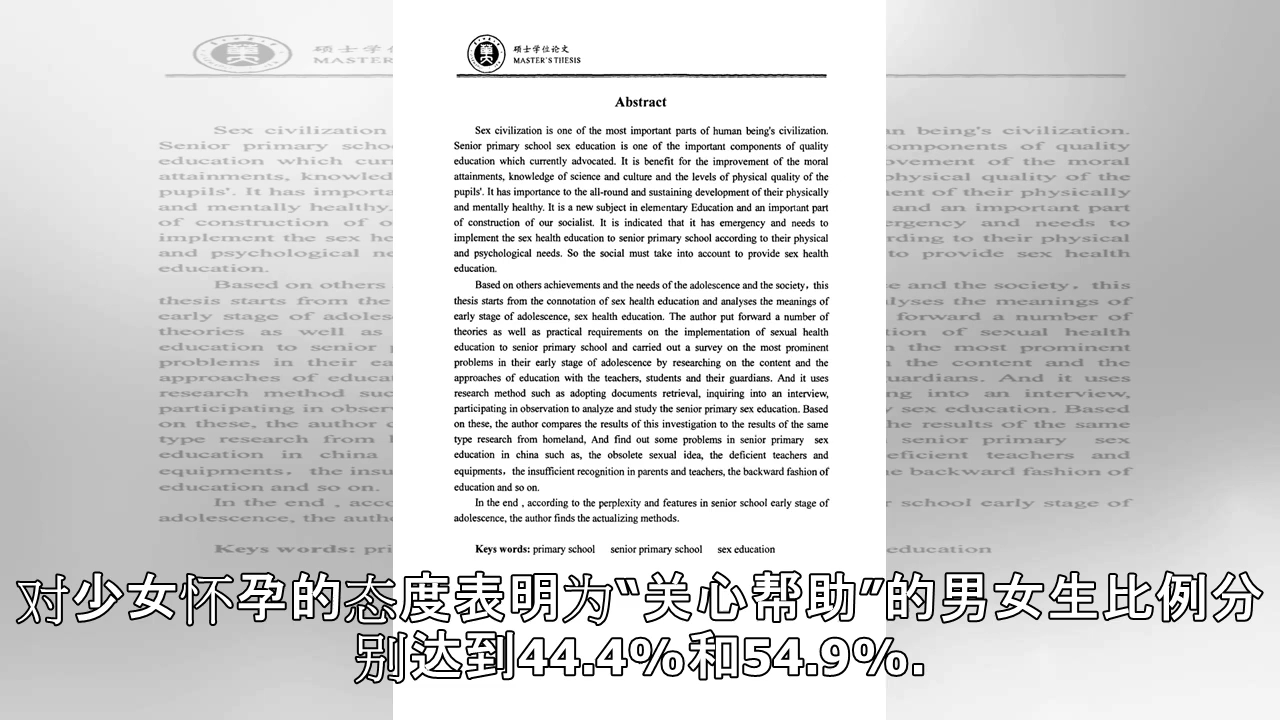 硕士学位论文
MASTER'S THESIS
Abstract
Sex civilization is one of the most important parts of human being's civilization.
Senior primary school sex education is one of the important components of quality
education which currently advocated. It is benefit for the improvement of the moral
attainments, knowledge of science and culture and the levels of physical quality of the
pupils'. It has importance to the all-round and sustaining development of their physically
and mentally healthy. It is a new subject in elementary Education and an important part
of construction of our socialist. It is indicated that it has emergency and needs to
implement the sex health education to senior primary school according to their physical
and psychological needs. So the social must take into account to provide sex health
education.
Based on others achievements and the needs of the adolescence and the society，this
thesis starts from the connotation of sex health education and analyses the meanings of
early stage of adolescence, sex health education. The author put forward a number of
theories as well as practical requirements on the implementation of sexual health
education to senior primary school and carried out a survey on the most prominent
problems in their early stage of adolescence by researching on the content and the
approaches of education with the teachers, students and their guardians. And it uses
research method such as adopting documents retrieval, inquiring into an interview,
participating in observation to analyze and study the senior primary sex education. Based
on these, the author compares the results of this investigation to the results of the same
type research from homeland, And find out some problems in senior primary sex
education in china such as, the obsolete sexual idea, the deficient teachers and
equipments，the insufficient recognition in parents and teachers, the backward fashion of
education and so on.
In the end , according to the perplexity and features in senior school early stage of
adolescence, the author finds the actualizing methods.
Keys words: primary school senior primary school sex education
对少女怀孕的态度表明为“关心帮助”的男女生比例分
别达到44.4%和54.9%.